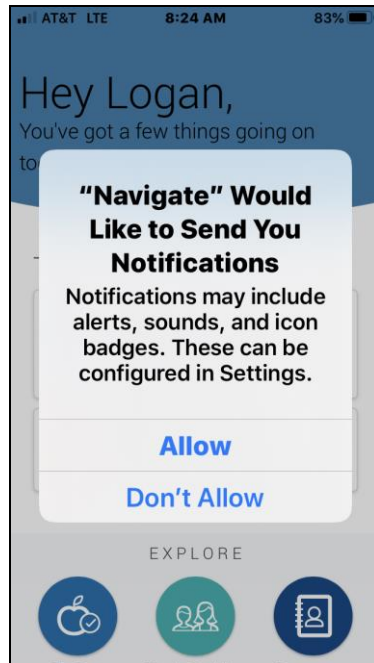 AT&T LTE 8:24 AM 83%
Hey Logan,
You've got a few things going on
to
"Navigate" Would
Like to Send You
Notifications
Notifications may include
alerts, sounds, and icon
badges. These can be
configured in Settings.
Allow
Don't Allow
EXPLORE